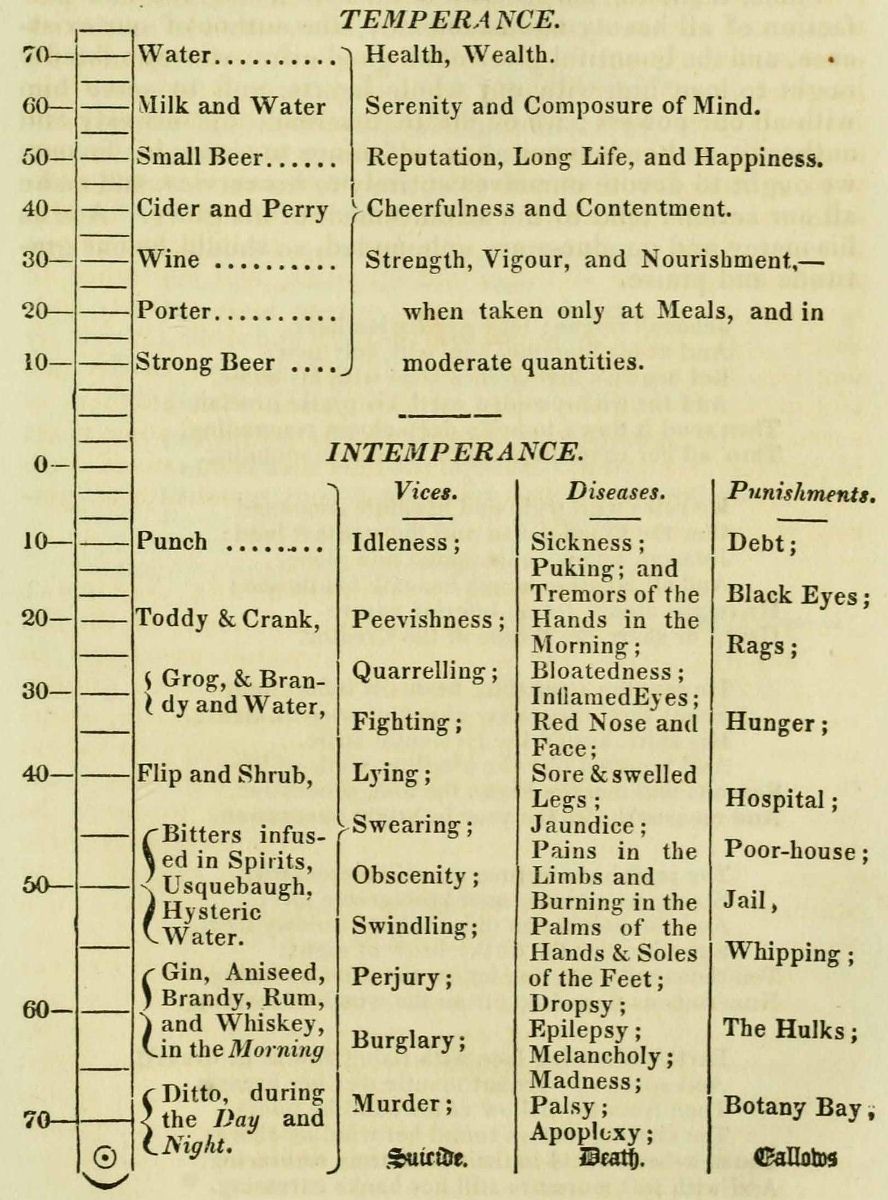 TEMPERANCE.
70— Water.......... Health, Wealth.
60— Milk and Water Serenity and Composure of Mind.
50— Small Beer...... Reputation, Long Life, and Happiness.
40— Cider and Perry Cheerfulness and Contentment.
30— Wine .......... Strength, Vigour, and Nourishment,—
20— Porter.......... when taken only at Meals, and in
10— Strong Beer .... moderate quantities.
0—
INTEMPERANCE.
Vices. Diseases. Punishments.
10— Punch ........ Idleness; Sickness; Debt;
Puking; and
Tremors of the Black Eyes;
20— Toddy & Crank, Peevishness; Hands in the
Morning; Rags;
Grog, & Bran- Quarrelling; Bloatedness;
30— Inflamed Eyes;
dy and Water, Fighting; Red Nose and Hunger;
Face;
40— Flip and Shrub, Lying; Sore & swelled
Legs; Hospital;
Bitters infus- Swearing; Jaundice;
ed in Spirits, Pains in the Poor-house;
50— Usquebaugh, Obscenity; Limbs and
Hysteric Burning in the Jail,
Water. Swindling; Palms of the
Hands & Soles Whipping;
Gin, Aniseed, Perjury; of the Feet;
60— Brandy, Rum, Dropsy;
and Whiskey, Epilepsy; The Hulks;
in the Morning Burglary; Melancholy;
Madness;
Ditto, during Murder; Palsy; Botany Bay,
70— the Day and Apoplexy;
Night. Suicide. Death. Gallows